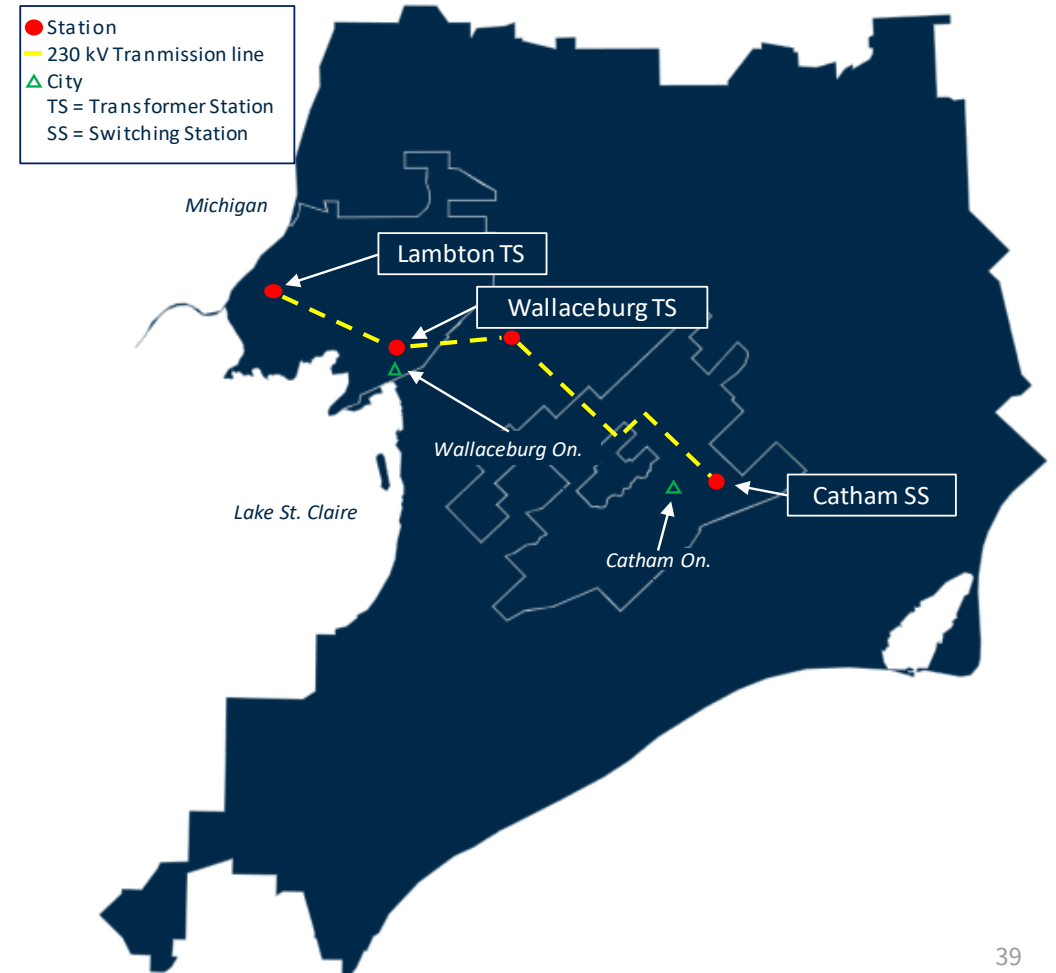 Station
230 kV Tranmission line
City
TS = Transformer Station
SS = Switching Station
Michigan
Lambton TS
Wallaceburg TS
Wallaceburg On.
Lake St. Claire
Catham SS
Catham On.
39